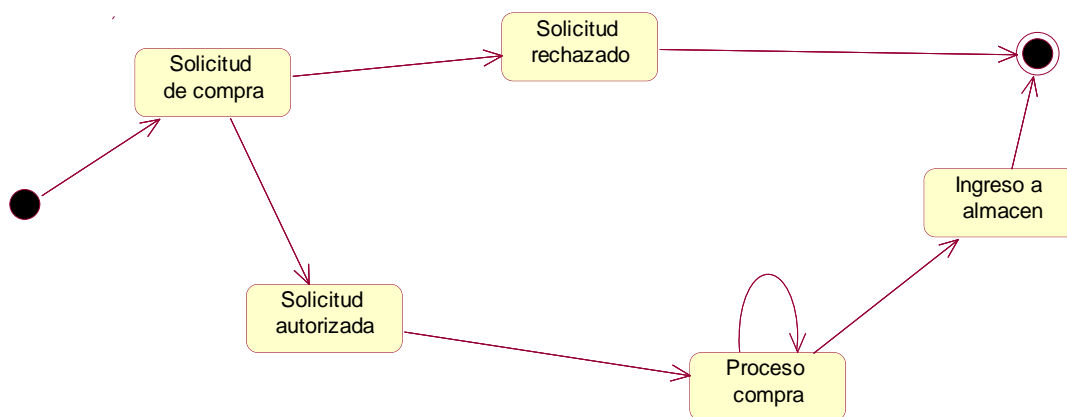 Solicitud
de compra
Solicitud
rechazado
Ingreso a
almacen
Solicitud
autorizada
Proceso
compra